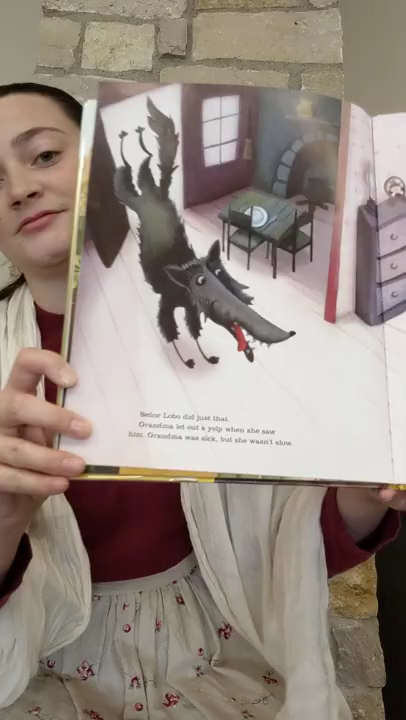 Señor Lobo did just that.
Grandma let out a yelp when she saw
him. Grandma was sick, but she wasn't slow.